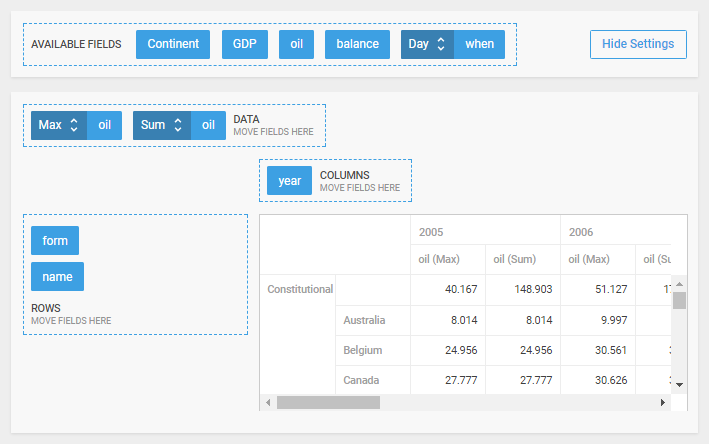 AVAILABLE FIELDS Continent GDP oil balance Day when Hide Settings
Max oil Sum oil DATA
MOVE FIELDS HERE
year COLUMNS
MOVE FIELDS HERE
form
name
ROWS
MOVE FIELDS HERE
2005 2006
oil (Max) oil (Sum) oil (Max) oil (Su
Constitutional 40.167 148.903 51.127 17
Australia 8.014 8.014 9.997
Belgium 24.956 24.956 30.561
Canada 27.777 27.777 30.626